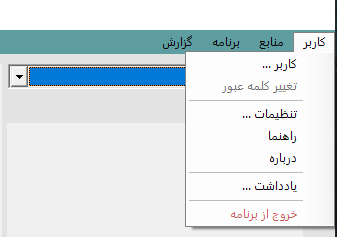 کاربر منابع برنامه گزارش
کاربر ...
تغییر کلمه عبور
تنظیمات ...
راهنما
درباره
یادداشت ...
خروج از برنامه